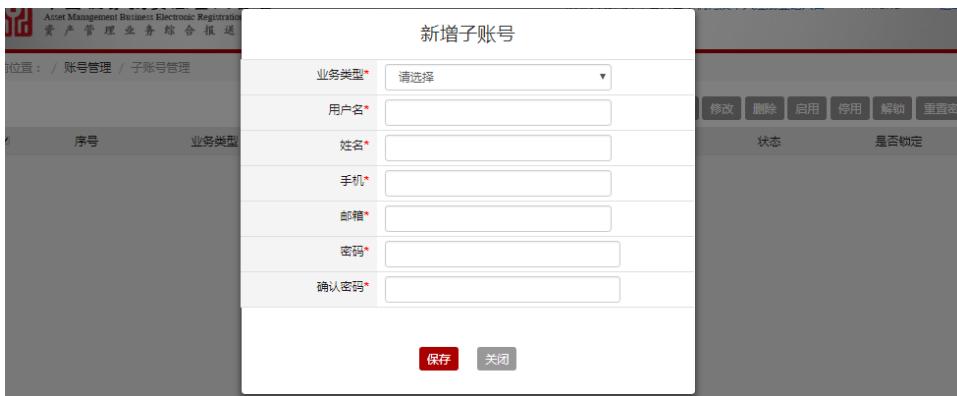 Asset Management Business Electronic Registratio
资产管理业务综合报送
位置： / 账号管理 / 子账号管理
修改 删除 启用 停用 解锁 重置密
序号 业务类型 状态 是否锁定
新增子账号
业务类型* 请选择
用户名*
姓名*
手机*
邮箱*
密码*
确认密码*
保存 关闭